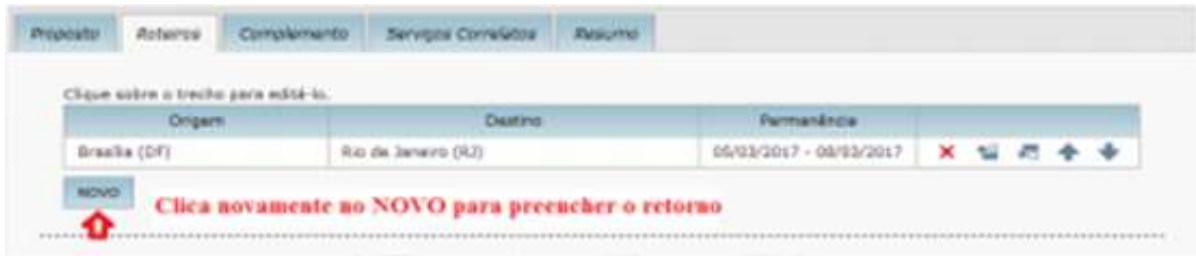 Proposto Roteiros Complemento Serviços Correlatos Resumo
Clique sobre o trecho para editá-lo.
Origem Destino Permanência
Brasília (DF) Rio de Janeiro (RJ) 05/03/2017 - 08/03/2017
NOVO
Clica novamente no NOVO para preencher o retorno